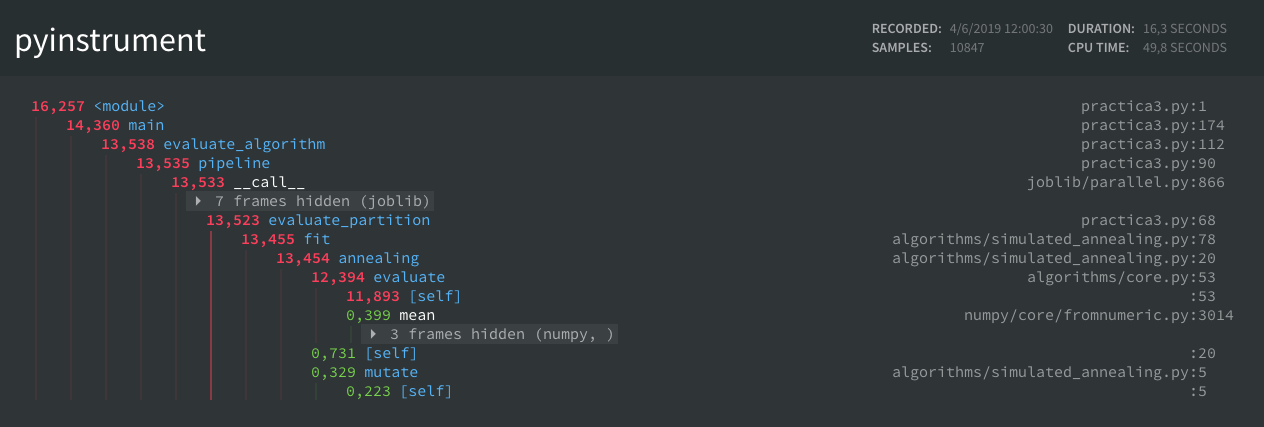 pyinstrument
RECORDED: 4/6/2019 12:00:30 DURATION: 16,3 SECONDS
SAMPLES: 10847 CPU TIME: 49,8 SECONDS
16,257 <module> practica3.py:1
14,360 main practica3.py:174
13,538 evaluate_algorithm practica3.py:112
13,535 pipeline practica3.py:90
13,533 __call__ joblib/parallel.py:866
7 frames hidden (joblib)
13,523 evaluate_partition practica3.py:68
13,455 fit algorithms/simulated_annealing.py:78
13,454 annealing algorithms/simulated_annealing.py:20
12,394 evaluate algorithms/core.py:53
11,893 [self] :53
0,399 mean numpy/core/fromnumeric.py:3014
3 frames hidden (numpy, )
0,731 [self] :20
0,329 mutate algorithms/simulated_annealing.py:5
0,223 [self] :5